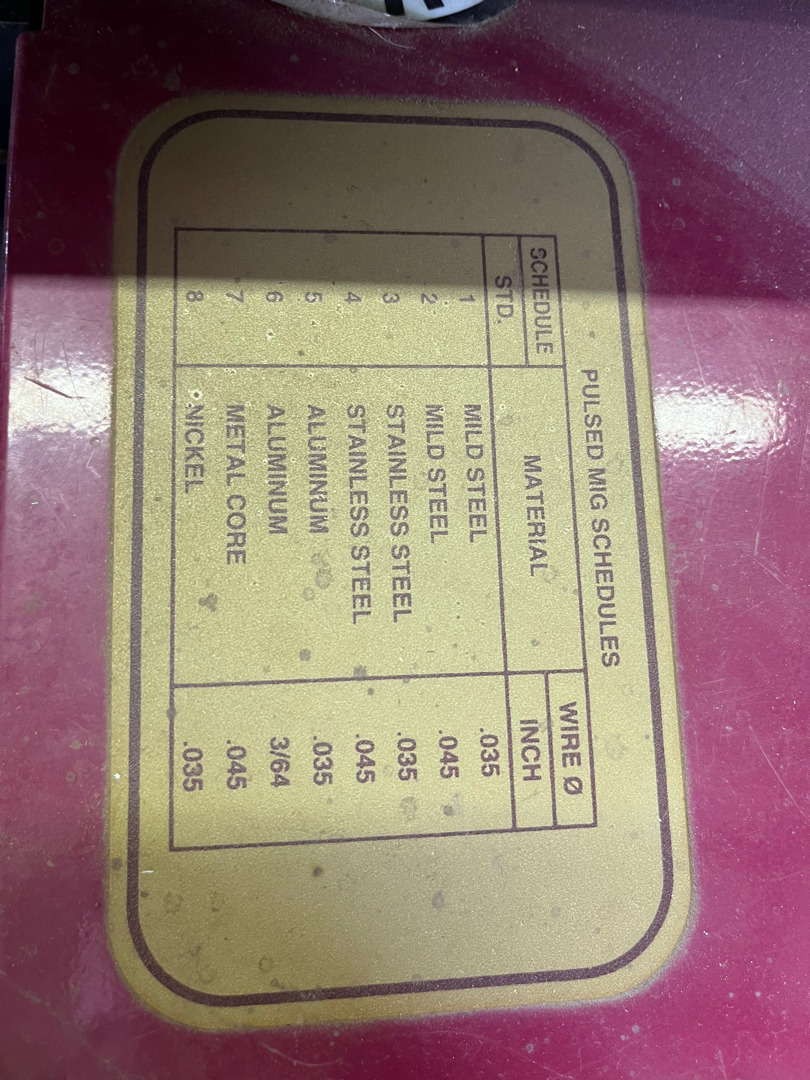 PULSED MIG SCHEDULES
SCHEDULE MATERIAL WIRE Ø
STD. INCH
1 MILD STEEL .035
2 MILD STEEL .045
3 STAINLESS STEEL .035
4 STAINLESS STEEL .045
5 ALUMINUM .035
6 ALUMINUM 3/64
7 METAL CORE .045
8 NICKEL .035